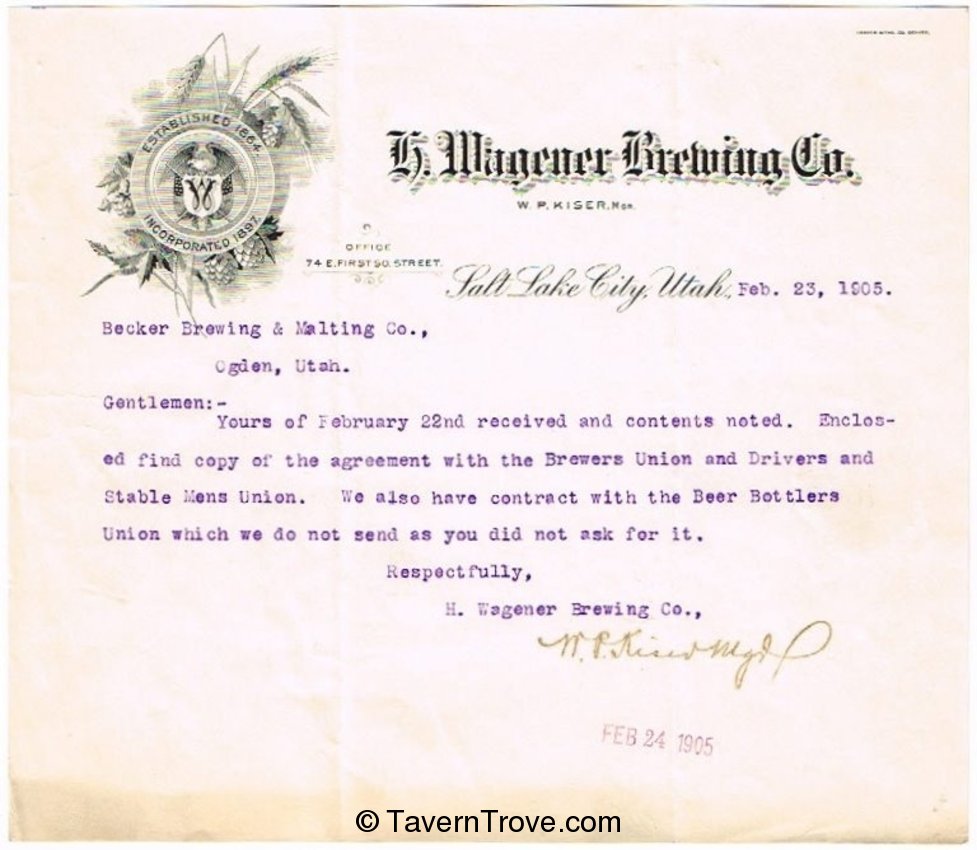 ESTABLISHED 1864.
W
INCORPORATED 1897.
H. Wagener Brewing Co.
W. P. KISER, MGR.
OFFICE
74 E. FIRST SO. STREET.
Salt Lake City, Utah, Feb. 23, 1905.
Becker Brewing & Malting Co.,
Ogden, Utah.
Gentlemen:-
Yours of February 22nd received and contents noted. Enclos-
ed find copy of the agreement with the Brewers Union and Drivers and
Stable Mens Union. We also have contract with the Beer Bottlers
Union which we do not send as you did not ask for it.
Respectfully,
H. Wagener Brewing Co.,
W. P. Kiser Mgr
FEB 24 1905
© TavernTrove.com